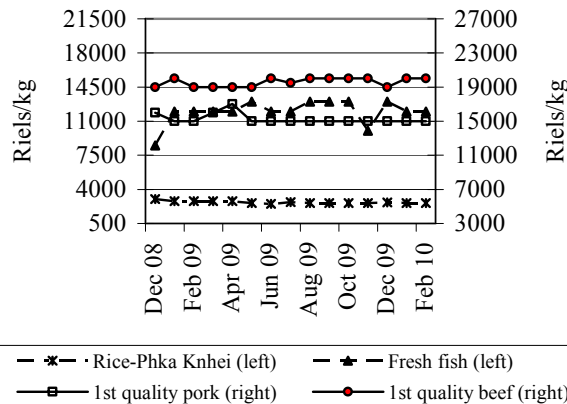 21500 27000
18000 23000
14500 19000
11000 15000
7500 11000
4000 7000
500 3000
Riels/kg
Riels/kg
Dec 08
Feb 09
Apr 09
Jun 09
Aug 09
Oct 09
Dec 09
Feb 10
Rice-Phka Knhei (left) Fresh fish (left)
1st quality pork (right) 1st quality beef (right)